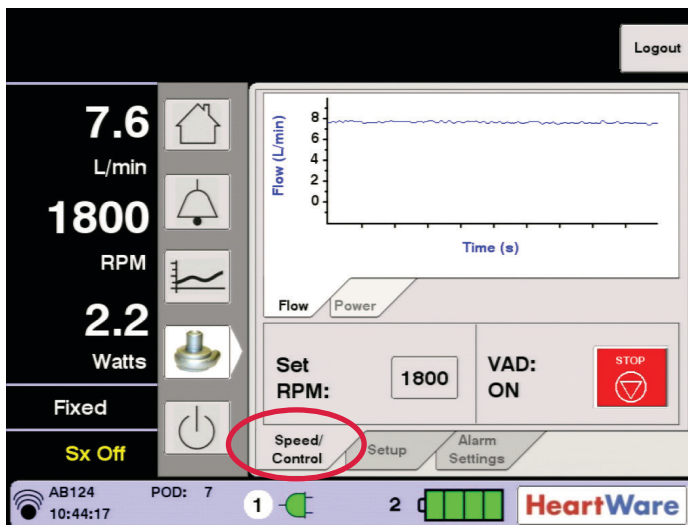 Logout
7.6
L/min
1800
RPM
2.2
Watts
Fixed
Sx Off
Flow (L/min)
8
6
4
2
0
Time (s)
Flow Power
Set
RPM:
1800
VAD:
ON
STOP
Speed/
Control
Setup
Alarm
Settings
AB124 POD: 7
10:44:17
1
2
HeartWare